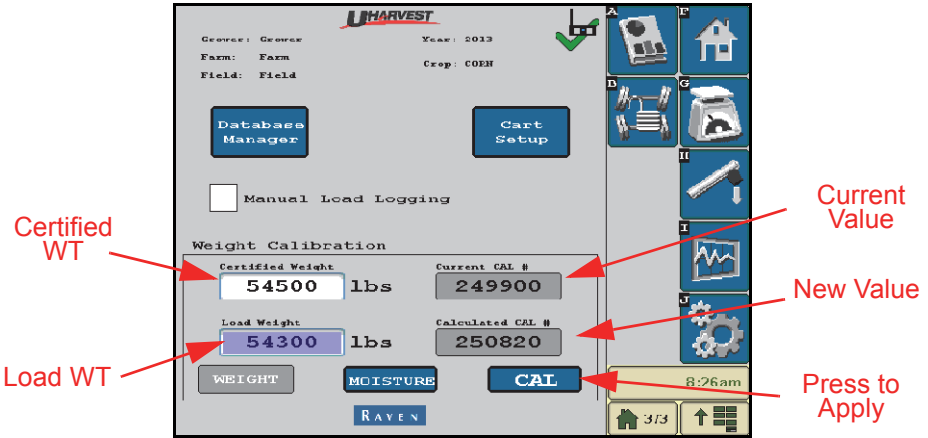 UHARVEST
Grower: Grower
Year: 2013
Farm: Farm
Crop: CORN
Field: Field
Database
Manager
Cart
Setup
Manual Load Logging
Weight Calibration
Certified Weight
54500 lbs
Current CAL #
249900
Load Weight
54300 lbs
Calculated CAL #
250820
WEIGHT
MOISTURE
CAL
RAVEN
A
F
B
G
H
I
J
8:26am
3/3
Certified
WT
Load WT
Current
Value
New Value
Press to
Apply